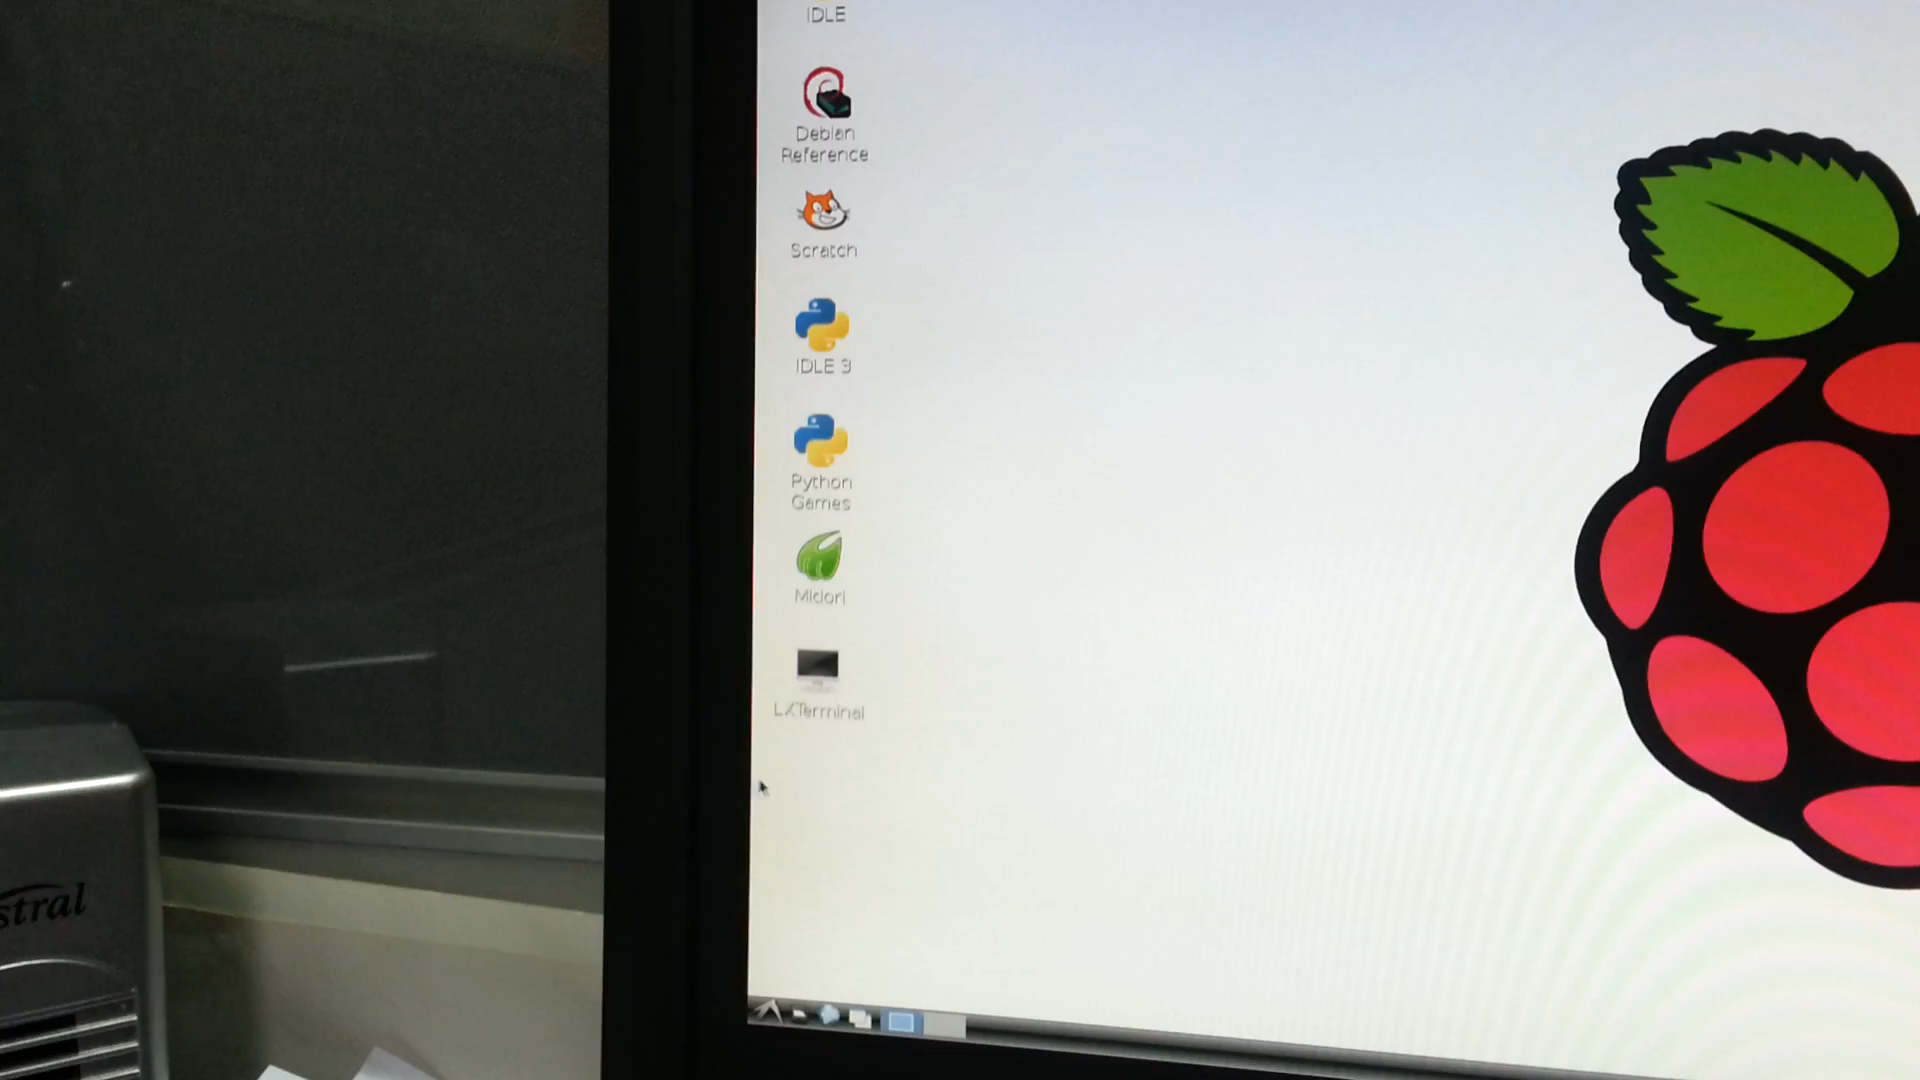 IDLE
Debian
Reference
Scratch
IDLE 3
Python
Games
Midori
LXTerminal
stral